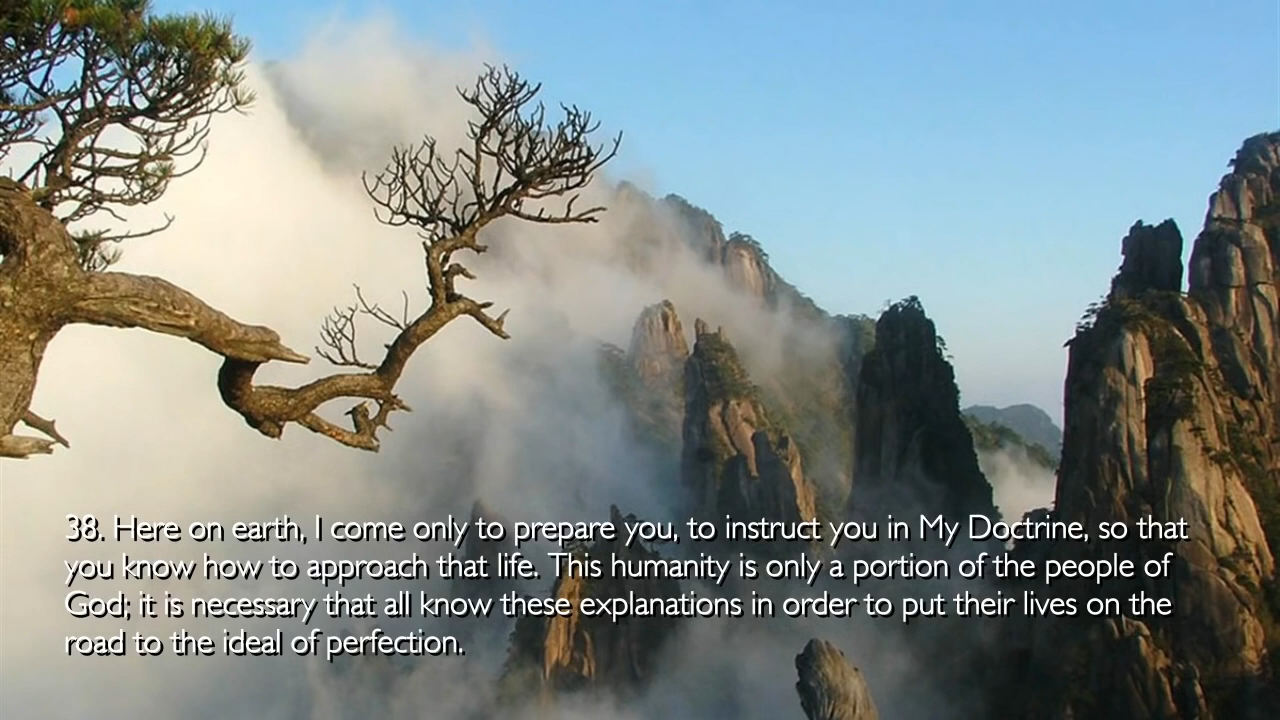 38. Here on earth, I come only to prepare you, to instruct you in My Doctrine, so that
you know how to approach that life. This humanity is only a portion of the people of
God; it is necessary that all know these explanations in order to put their lives on the
road to the ideal of perfection.